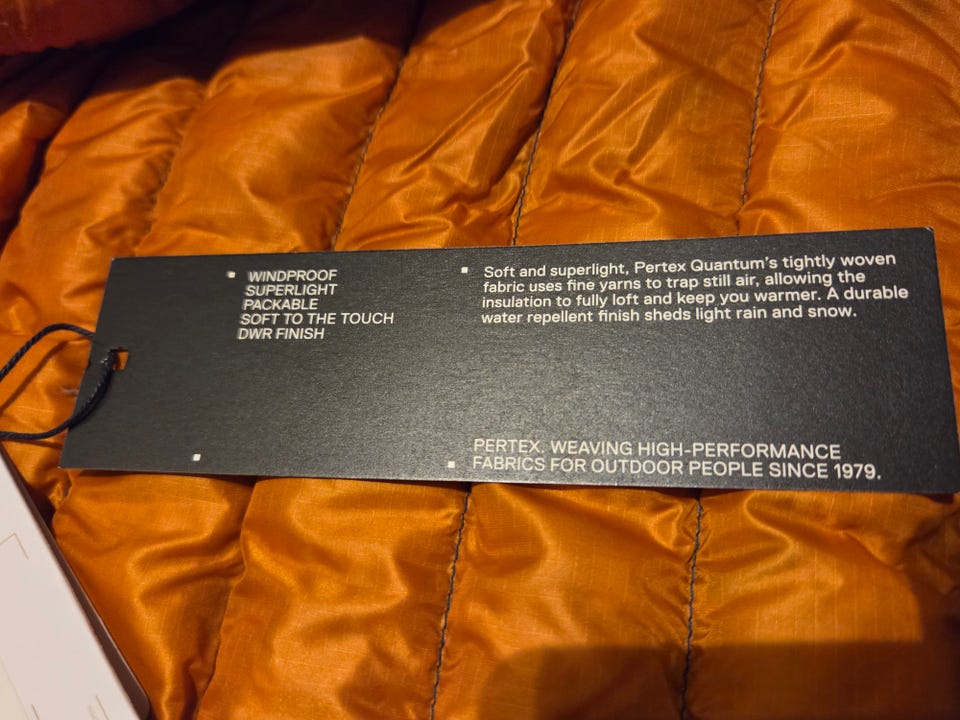 WINDPROOF
SUPERLIGHT
PACKABLE
SOFT TO THE TOUCH
DWR FINISH
Soft and superlight, Pertex Quantum's tightly woven
fabric uses fine yarns to trap still air, allowing the
insulation to fully loft and keep you warmer. A durable
water repellent finish sheds light rain and snow.
PERTEX. WEAVING HIGH-PERFORMANCE
FABRICS FOR OUTDOOR PEOPLE SINCE 1979.